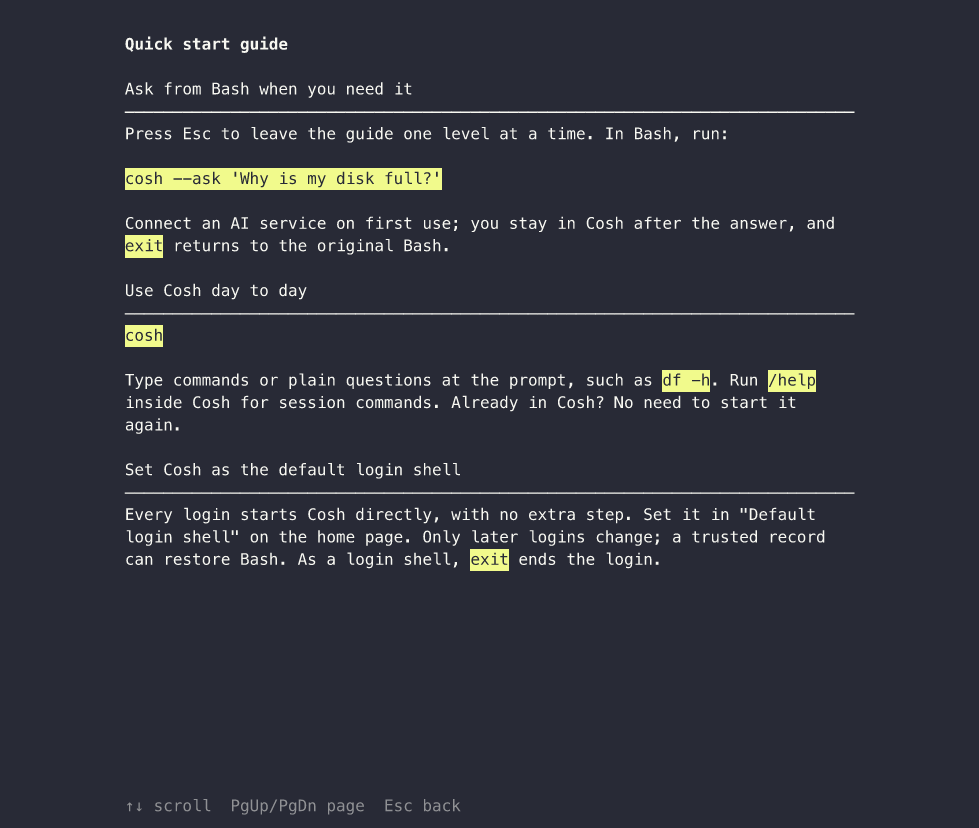 Quick start guide
Ask from Bash when you need it
Press Esc to leave the guide one level at a time. In Bash, run:
cosh --ask 'Why is my disk full?'
Connect an AI service on first use; you stay in Cosh after the answer, and
exit returns to the original Bash.
Use Cosh day to day
cosh
Type commands or plain questions at the prompt, such as df -h. Run /help
inside Cosh for session commands. Already in Cosh? No need to start it
again.
Set Cosh as the default login shell
Every login starts Cosh directly, with no extra step. Set it in "Default
login shell" on the home page. Only later logins change; a trusted record
can restore Bash. As a login shell, exit ends the login.
↑↓ scroll  PgUp/PgDn page  Esc back